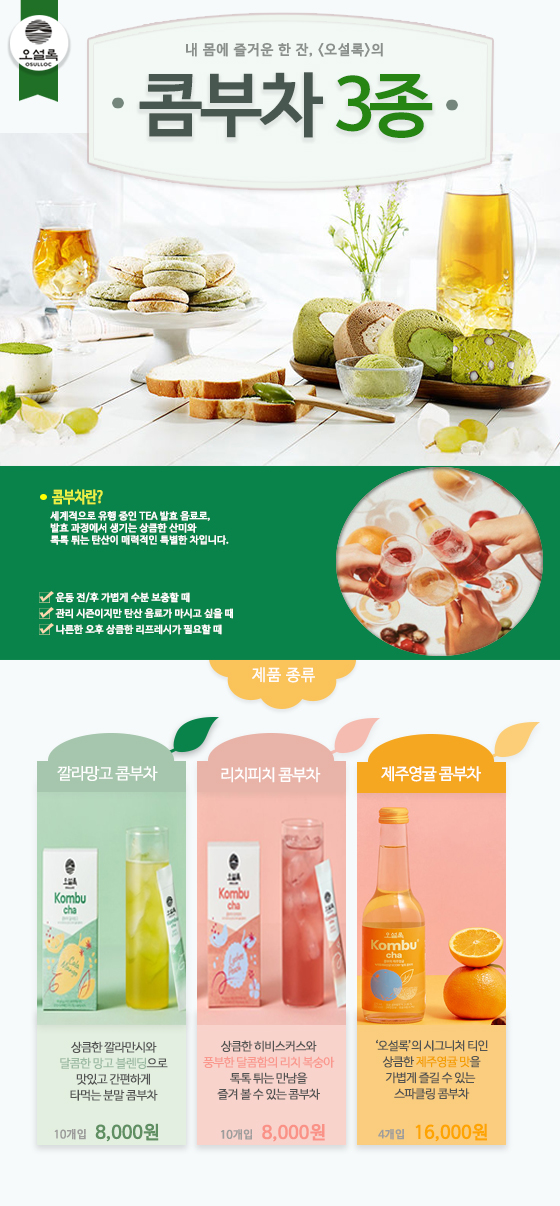 오설록
OSULLOC
내 몸에 즐거운 한 잔, <오설록>의
콤부차 3종
콤부차란?
세계적으로 유행 중인 TEA 발효 음료로,
발효 과정에서 생기는 상큼한 산미와
톡톡 튀는 탄산이 매력적인 특별한 차입니다.
운동 전/후 가볍게 수분 보충할 때
관리 시즌이지만 탄산 음료가 마시고 싶을 때
나른한 오후 상큼한 리프레시가 필요할 때
제품 종류
깔라망고 콤부차
오설록
Kombu
cha
상큼한 깔라만시와
달콤한 망고 블렌딩으로
맛있고 간편하게
타먹는 분말 콤부차
10개입 8,000원
리치피치 콤부차
오설록
Kombu
cha
상큼한 히비스커스와
풍부한 달콤함의 리치 복숭아
톡톡 튀는 만남을
즐겨 볼 수 있는 콤부차
10개입 8,000원
제주영귤 콤부차
오설록
Kombu
cha
'오설록'의 시그니처 티인
상큼한 제주영귤 맛을
가볍게 즐길 수 있는
스파클링 콤부차
4개입 16,000원